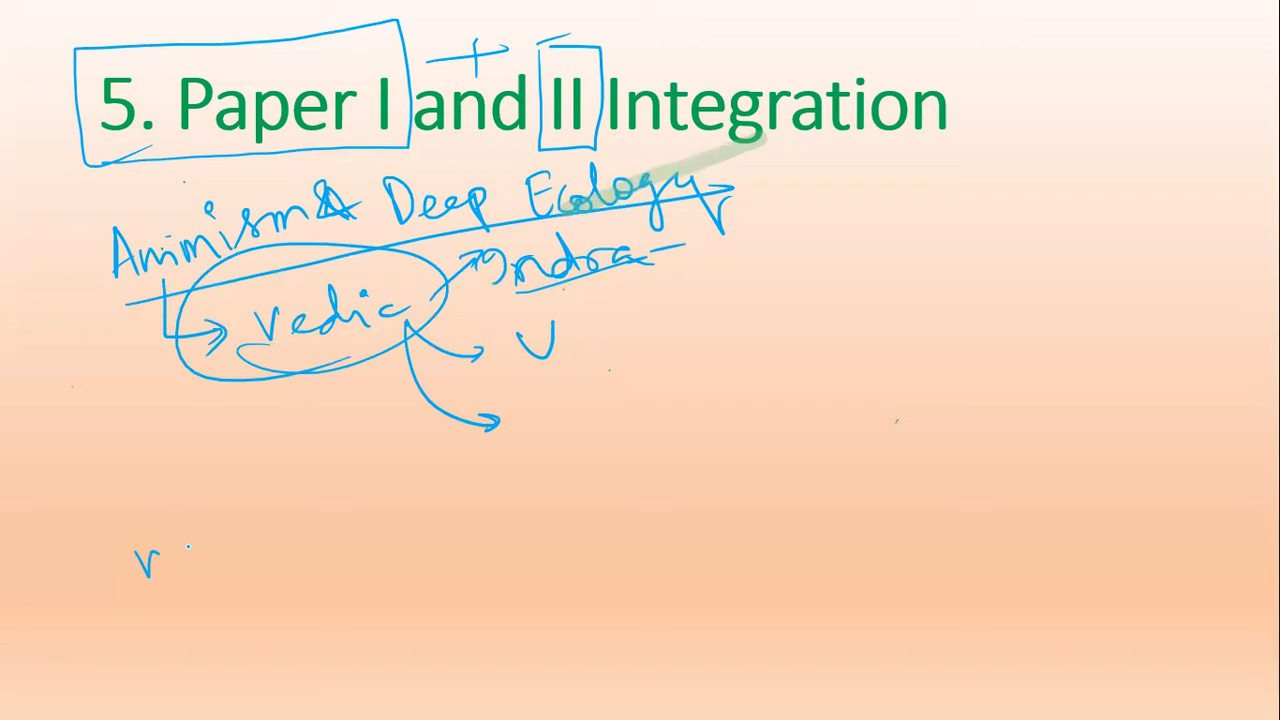 5. Paper I and II Integration
Animism & Deep Ecology
Vedic Indra
V
v